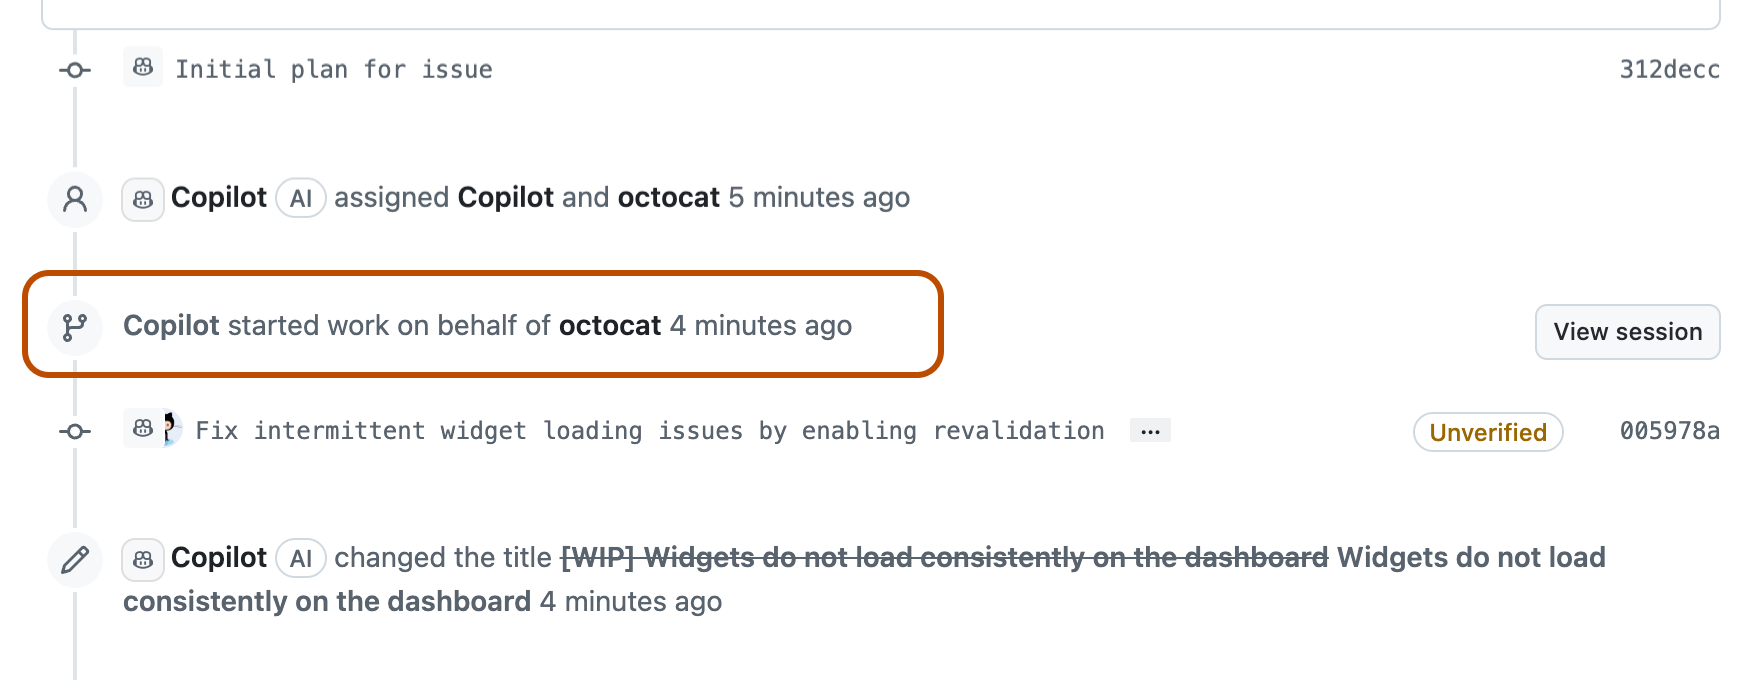 Initial plan for issue 312decc
Copilot AI assigned Copilot and octocat 5 minutes ago
Copilot started work on behalf of octocat 4 minutes ago View session
Fix intermittent widget loading issues by enabling revalidation ... Unverified 005978a
Copilot AI changed the title [WIP] Widgets do not load consistently on the dashboard Widgets do not load
consistently on the dashboard 4 minutes ago